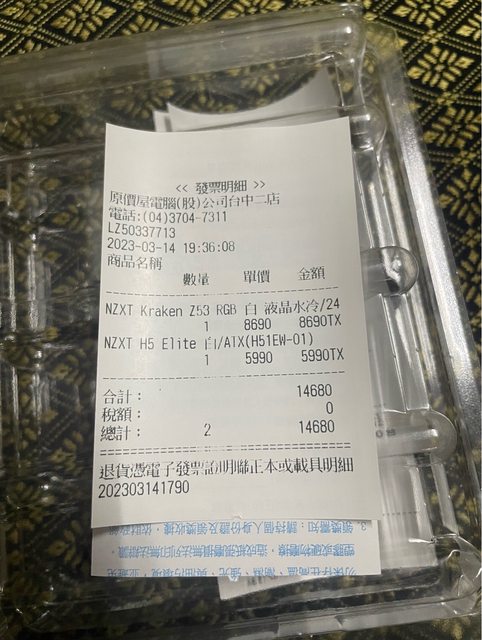 << 發票明細 >>
原價屋電腦(股)公司台中二店
電話:(04)3704-7311
LZ50337713
2023-03-14 19:36:08
商品名稱
數量 單價 金額
NZXT Kraken Z53 RGB 白 液晶水冷/24
1 8690 8690TX
NZXT H5 Elite 白/ATX(H51EW-01)
1 5990 5990TX
合計： 14680
稅額： 0
總計： 2 14680
退貨憑電子發票證明聯正本或載具明細
202303141790